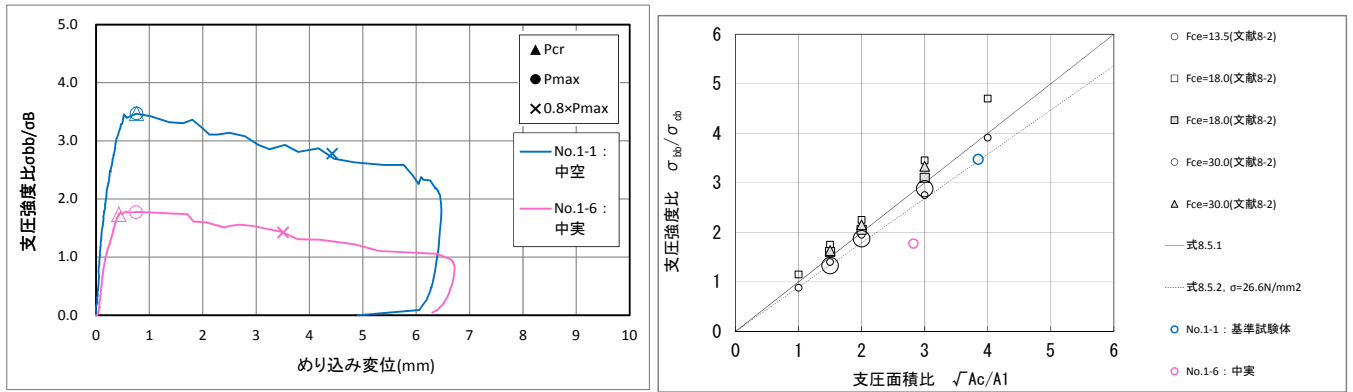 5.0
4.0
3.0
2.0
1.0
0.0
支圧強度比σbb/σB
0 1 2 3 4 5 6 7 8 9 10
めり込み変位(mm)
Pcr
Pmax
0.8×Pmax
No.1-1：
中空
No.1-6：
中実
6
5
4
3
2
1
0
支圧強度比 σbb/σcb
0 1 2 3 4 5 6
支圧面積比 √Ac/A1
Fce=13.5(文献8-2)
Fce=18.0(文献8-2)
Fce=18.0(文献8-2)
Fce=30.0(文献8-2)
Fce=30.0(文献8-2)
式8.5.1
式8.5.2，σ=26.6N/mm2
No.1-1：基準試験体
No.1-6：中実